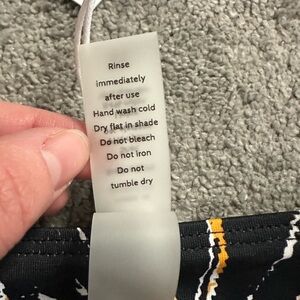 Rinse
immediately
after use
Hand wash cold
Dry flat in shade
Do not bleach
Do not iron
Do not
tumble dry